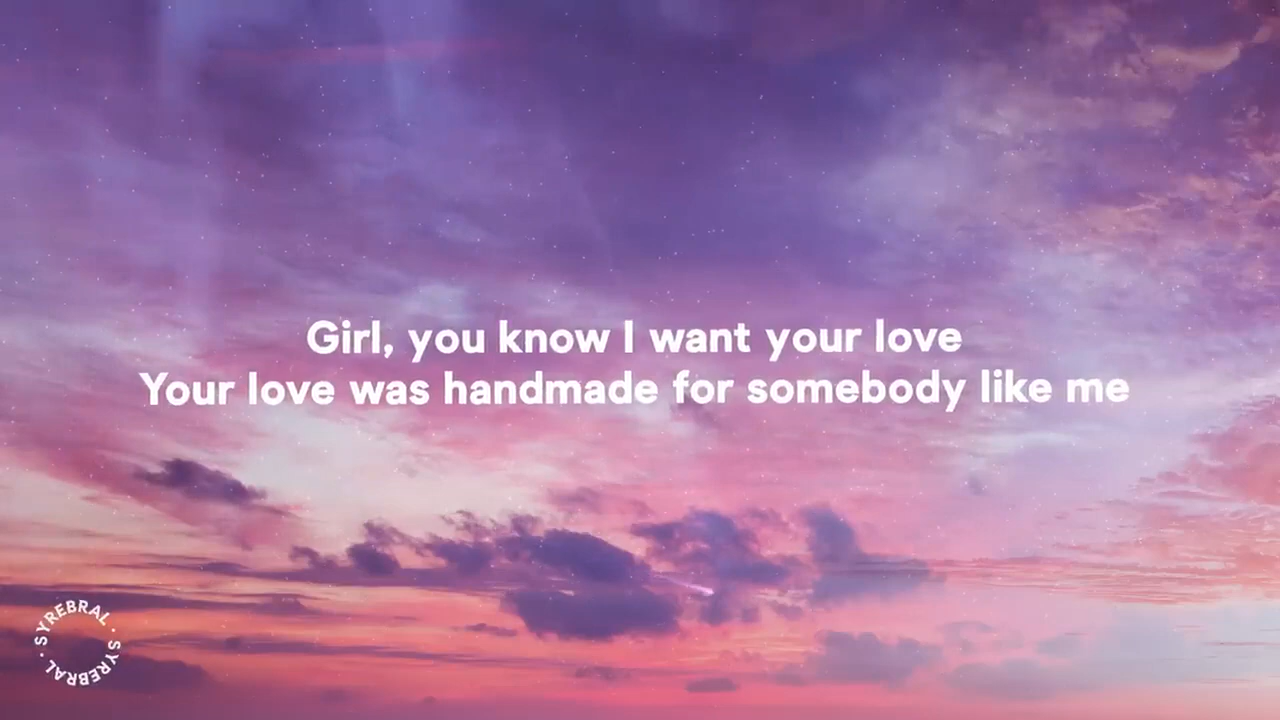 Girl, you know I want your love
Your love was handmade for somebody like me
SYREBRAL · SYREBRAL ·